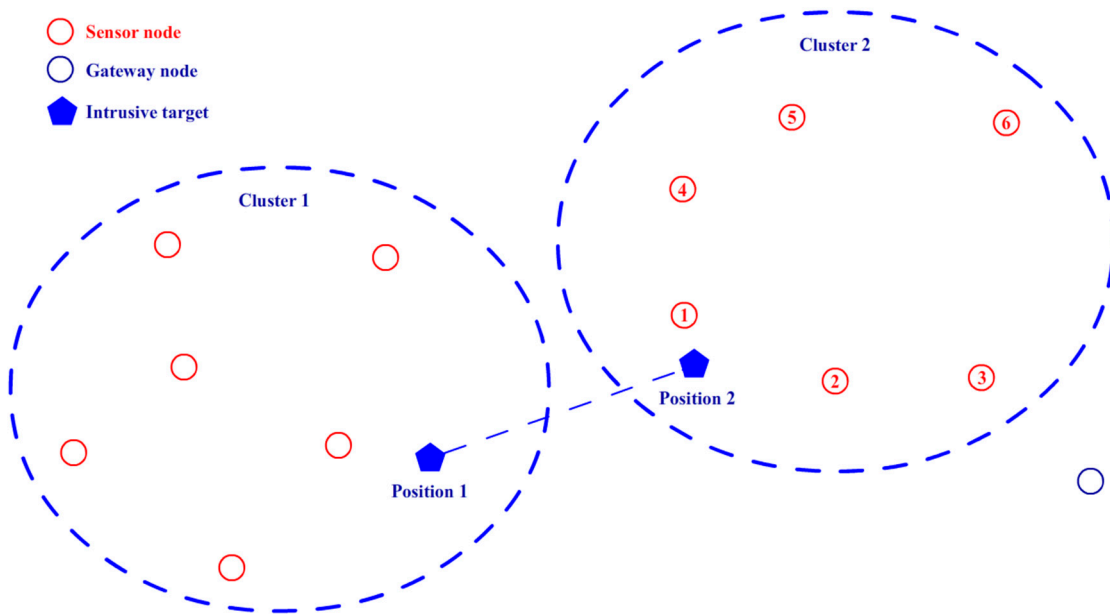 Sensor node
Gateway node
Intrusive target
Cluster 1
Position 1
Cluster 2
5
6
4
1
2
3
Position 2